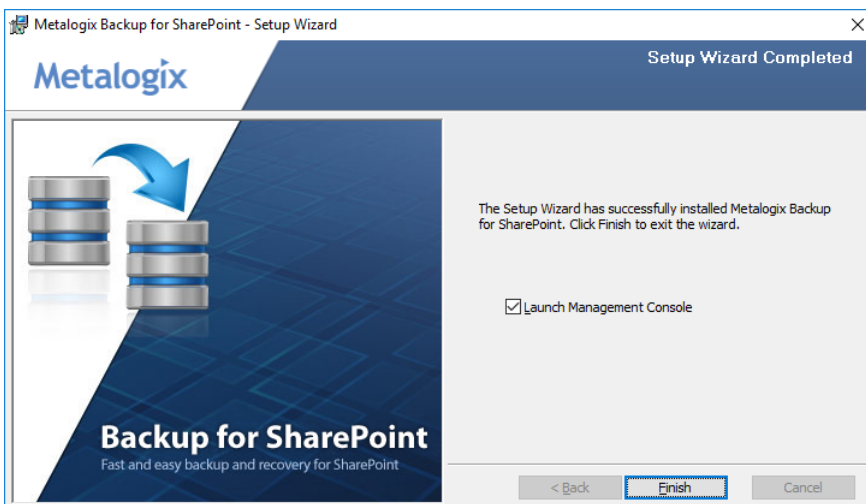 Metalogix Backup for SharePoint - Setup Wizard
Setup Wizard Completed
Metalogix
The Setup Wizard has successfully installed Metalogix Backup
for SharePoint. Click Finish to exit the wizard.
Launch Management Console
Backup for SharePoint
Fast and easy backup and recovery for SharePoint
< Back
Finish
Cancel